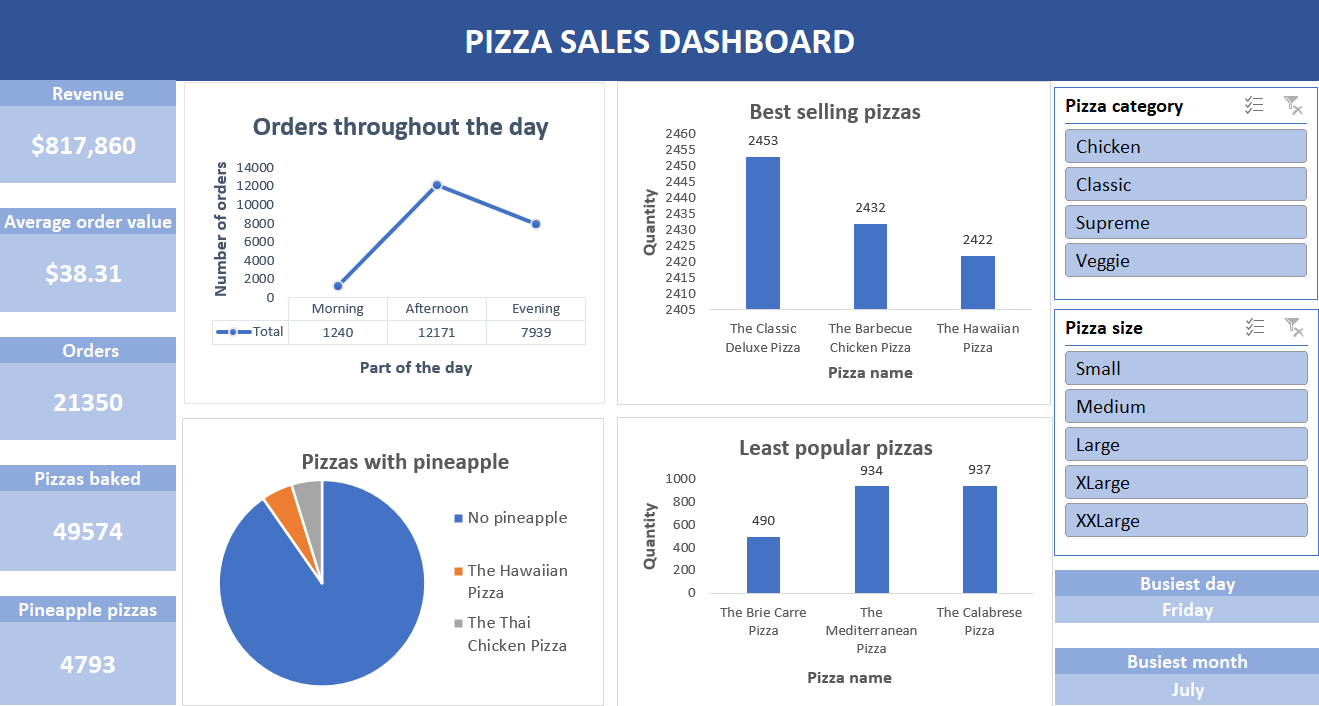 PIZZA SALES DASHBOARD
Revenue
$817,860
Average order value
$38.31
Orders
21350
Pizzas baked
49574
Pineapple pizzas
4793
Orders throughout the day
Number of orders
14000
12000
10000
8000
6000
4000
2000
0
Morning Afternoon Evening
Total 1240 12171 7939
Part of the day
Best selling pizzas
Quantity
2460
2455
2450
2445
2440
2435
2430
2425
2420
2415
2410
2405
2453
2432
2422
The Classic
Deluxe Pizza
The Barbecue
Chicken Pizza
The Hawaiian
Pizza
Pizza name
Pizzas with pineapple
No pineapple
The Hawaiian
Pizza
The Thai
Chicken Pizza
Least popular pizzas
Quantity
1000
800
600
400
200
0
490
934
937
The Brie Carre
Pizza
The
Mediterranean
Pizza
The Calabrese
Pizza
Pizza name
Pizza category
Chicken
Classic
Supreme
Veggie
Pizza size
Small
Medium
Large
XLarge
XXLarge
Busiest day
Friday
Busiest month
July